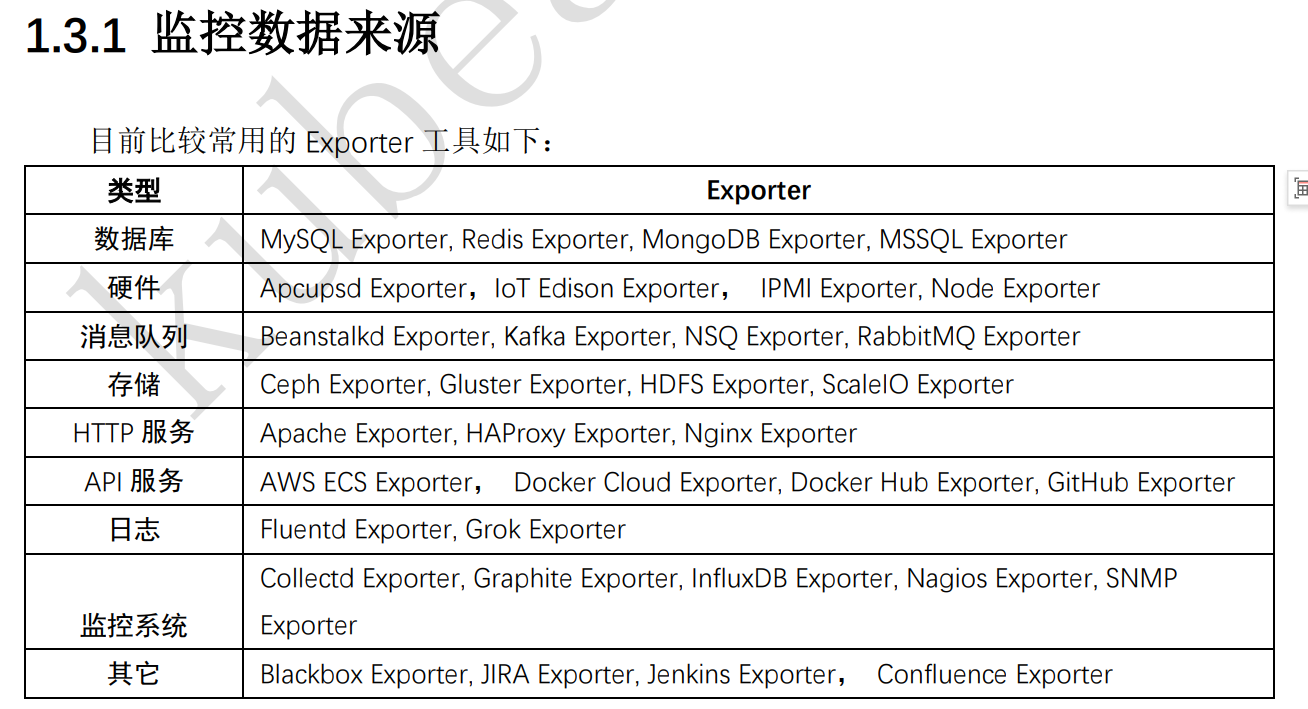 1.3.1 监控数据来源
目前比较常用的 Exporter 工具如下：
类型 Exporter
数据库 MySQL Exporter, Redis Exporter, MongoDB Exporter, MSSQL Exporter
硬件 Apcupsd Exporter，IoT Edison Exporter， IPMI Exporter, Node Exporter
消息队列 Beanstalkd Exporter, Kafka Exporter, NSQ Exporter, RabbitMQ Exporter
存储 Ceph Exporter, Gluster Exporter, HDFS Exporter, ScaleIO Exporter
HTTP 服务 Apache Exporter, HAProxy Exporter, Nginx Exporter
API 服务 AWS ECS Exporter， Docker Cloud Exporter, Docker Hub Exporter, GitHub Exporter
日志 Fluentd Exporter, Grok Exporter
Collectd Exporter, Graphite Exporter, InfluxDB Exporter, Nagios Exporter, SNMP
监控系统 Exporter
其它 Blackbox Exporter, JIRA Exporter, Jenkins Exporter， Confluence Exporter